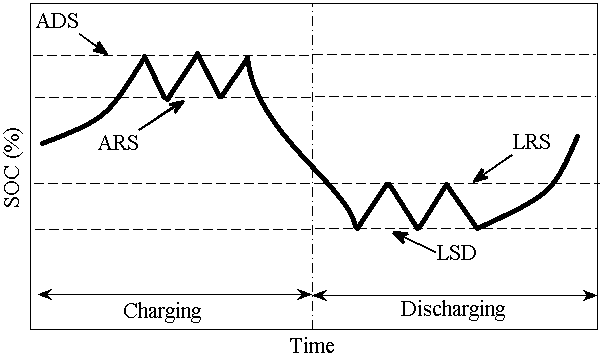 ADS
ARS
LRS
LSD
SOC (%)
Charging
Discharging
Time